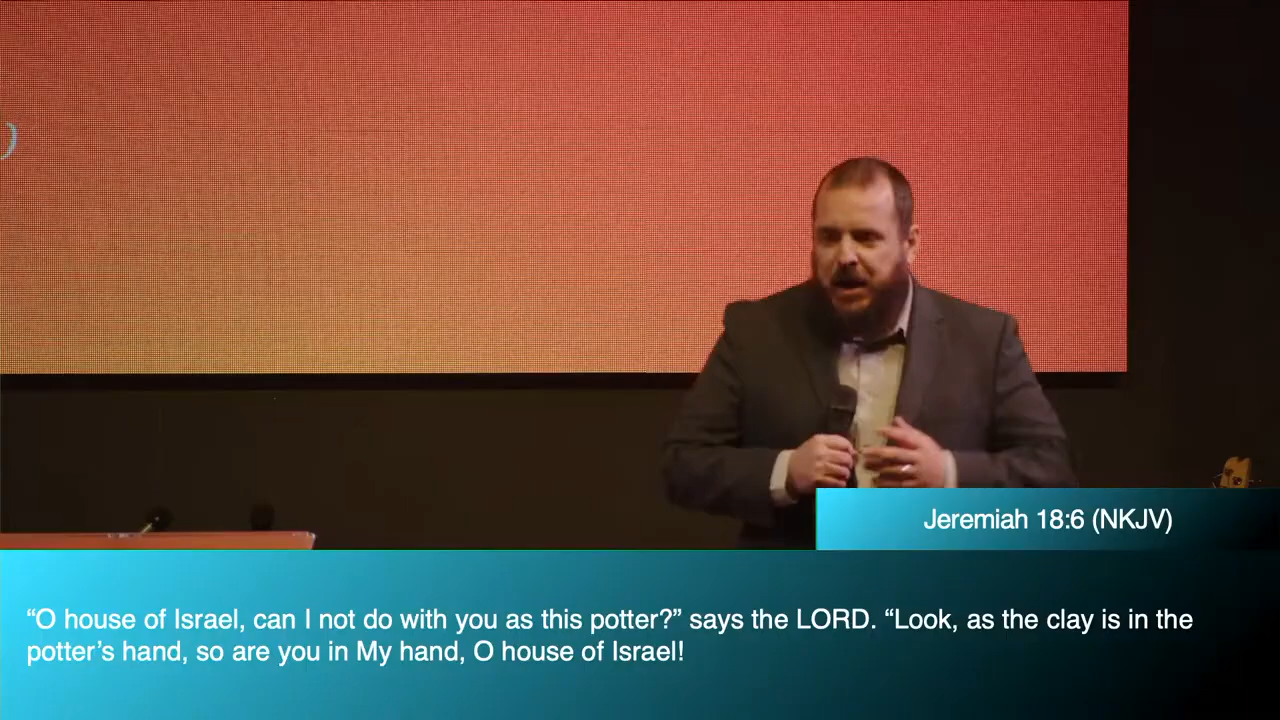 )
Jeremiah 18:6 (NKJV)
“O house of Israel, can I not do with you as this potter?” says the LORD. “Look, as the clay is in the
potter’s hand, so are you in My hand, O house of Israel!